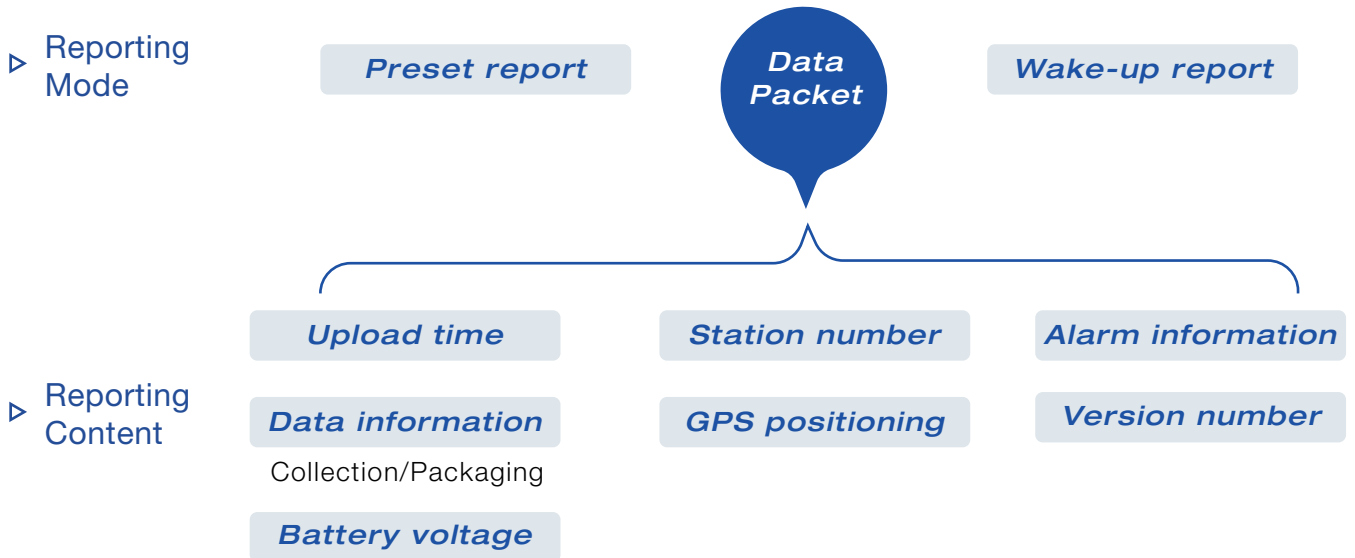 Reporting
Mode
Preset report
Data
Packet
Wake-up report
Upload time
Station number
Alarm information
Reporting
Content
Data information
GPS positioning
Version number
Collection/Packaging
Battery voltage